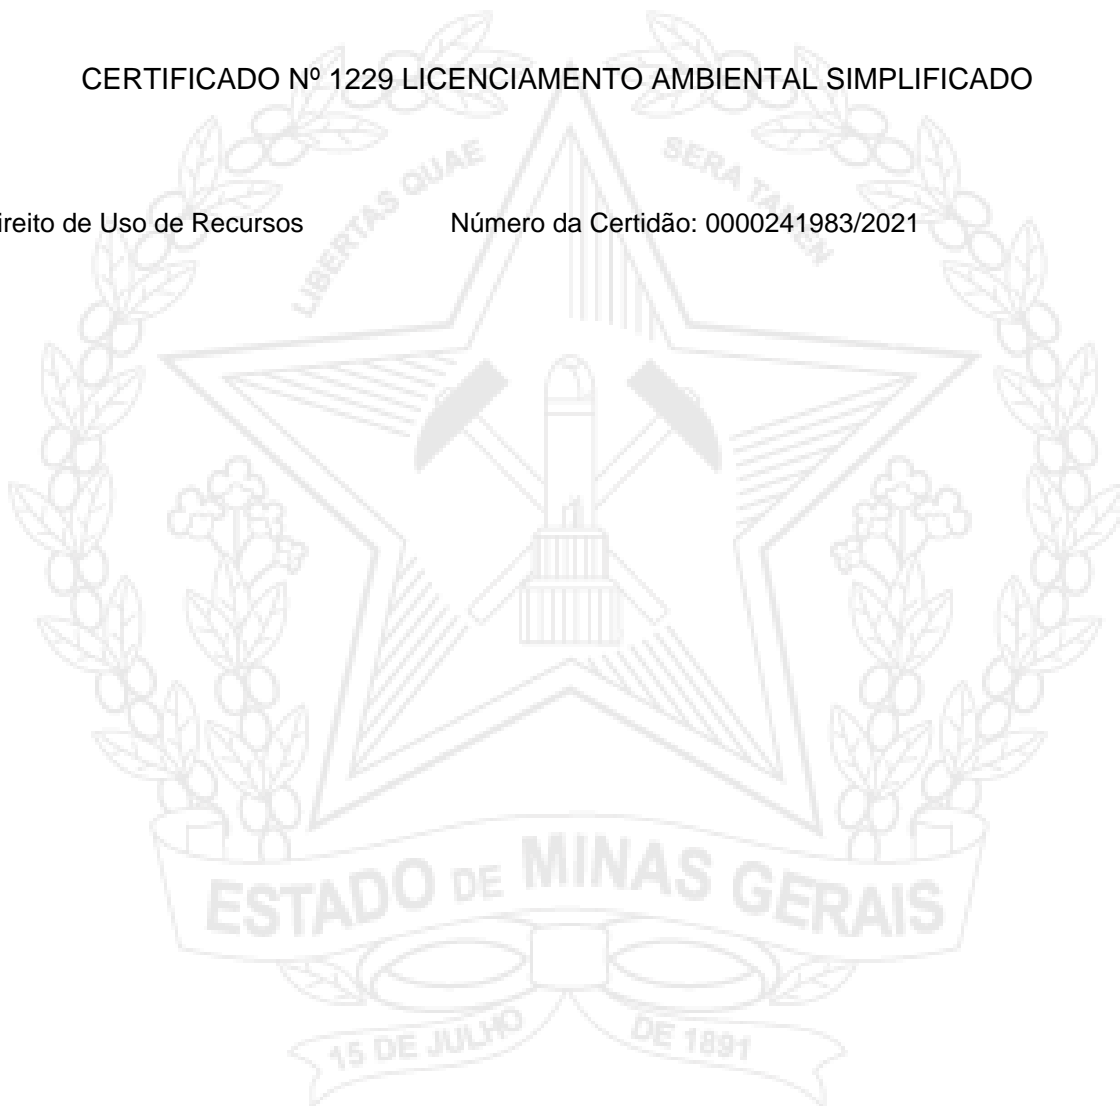 CERTIFICADO Nº 1229 LICENCIAMENTO AMBIENTAL SIMPLIFICADO
LIBERTAS QUAE SERA TAMEN
ireito de Uso de Recursos Número da Certidão: 0000241983/2021
ESTADO DE MINAS GERAIS
15 DE JULHO DE 1891